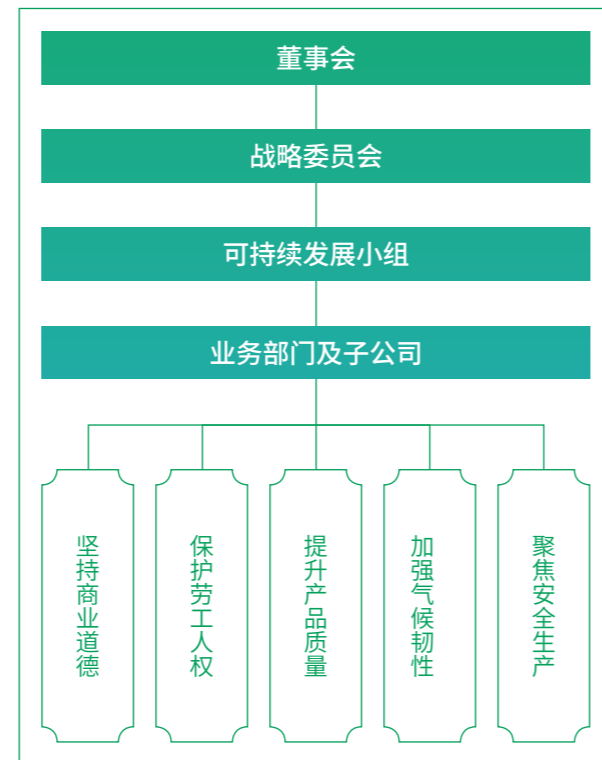 董事会
战略委员会
可持续发展小组
业务部门及子公司
坚持商业道德
保护劳工人权
提升产品质量
加强气候韧性
聚焦安全生产